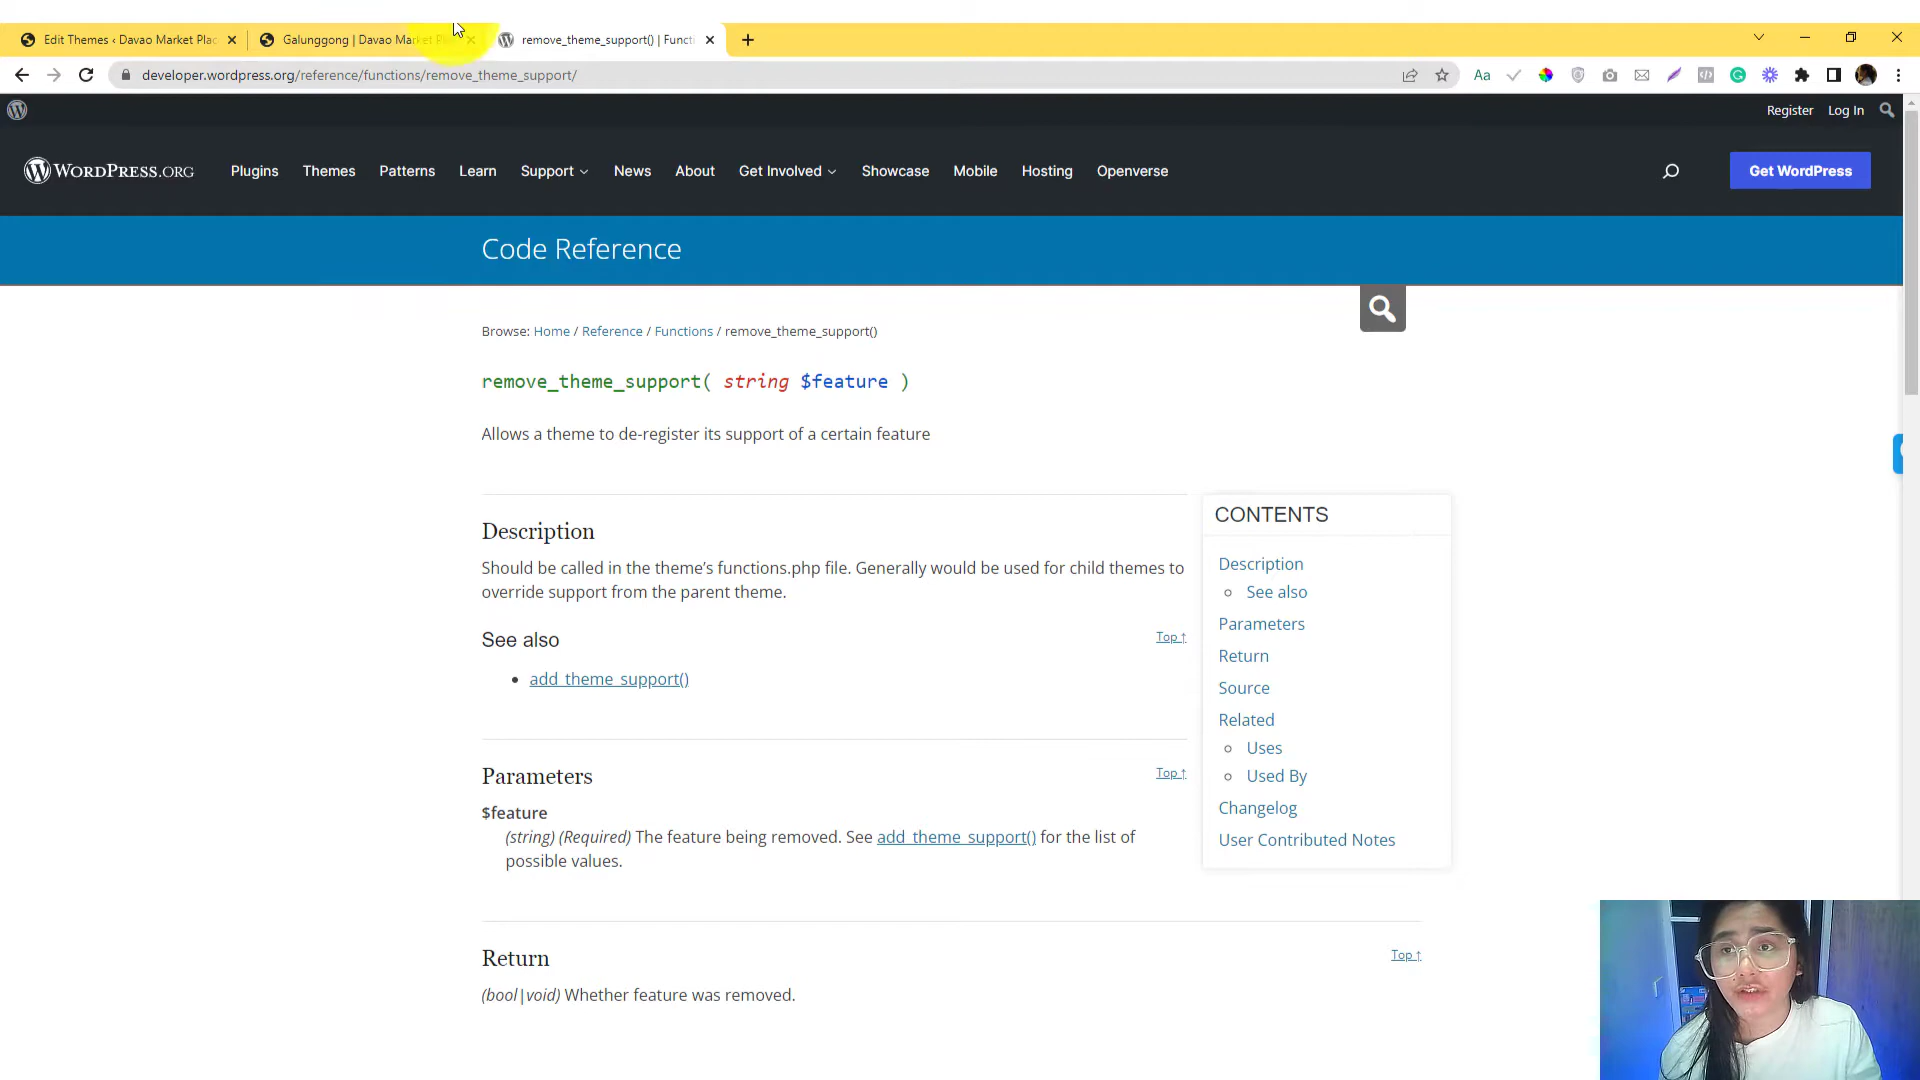 Edit Themes ‹ Davao Market Plac
Galunggong | Davao Market Pl
remove_theme_support() | Functi
developer.wordpress.org/reference/functions/remove_theme_support/
Aa
Register Log In
WORDPRESS.ORG Plugins Themes Patterns Learn Support News About Get Involved Showcase Mobile Hosting Openverse Get WordPress
Code Reference
Browse: Home / Reference / Functions / remove_theme_support()
remove_theme_support( string $feature )
Allows a theme to de-register its support of a certain feature
Description
Should be called in the theme’s functions.php file. Generally would be used for child themes to
override support from the parent theme.
See also
Top ↑
• add_theme_support()
Parameters
Top ↑
$feature
(string) (Required) The feature being removed. See add_theme_support() for the list of
possible values.
Return
Top ↑
(bool|void) Whether feature was removed.
CONTENTS
Description
See also
Parameters
Return
Source
Related
Uses
Used By
Changelog
User Contributed Notes